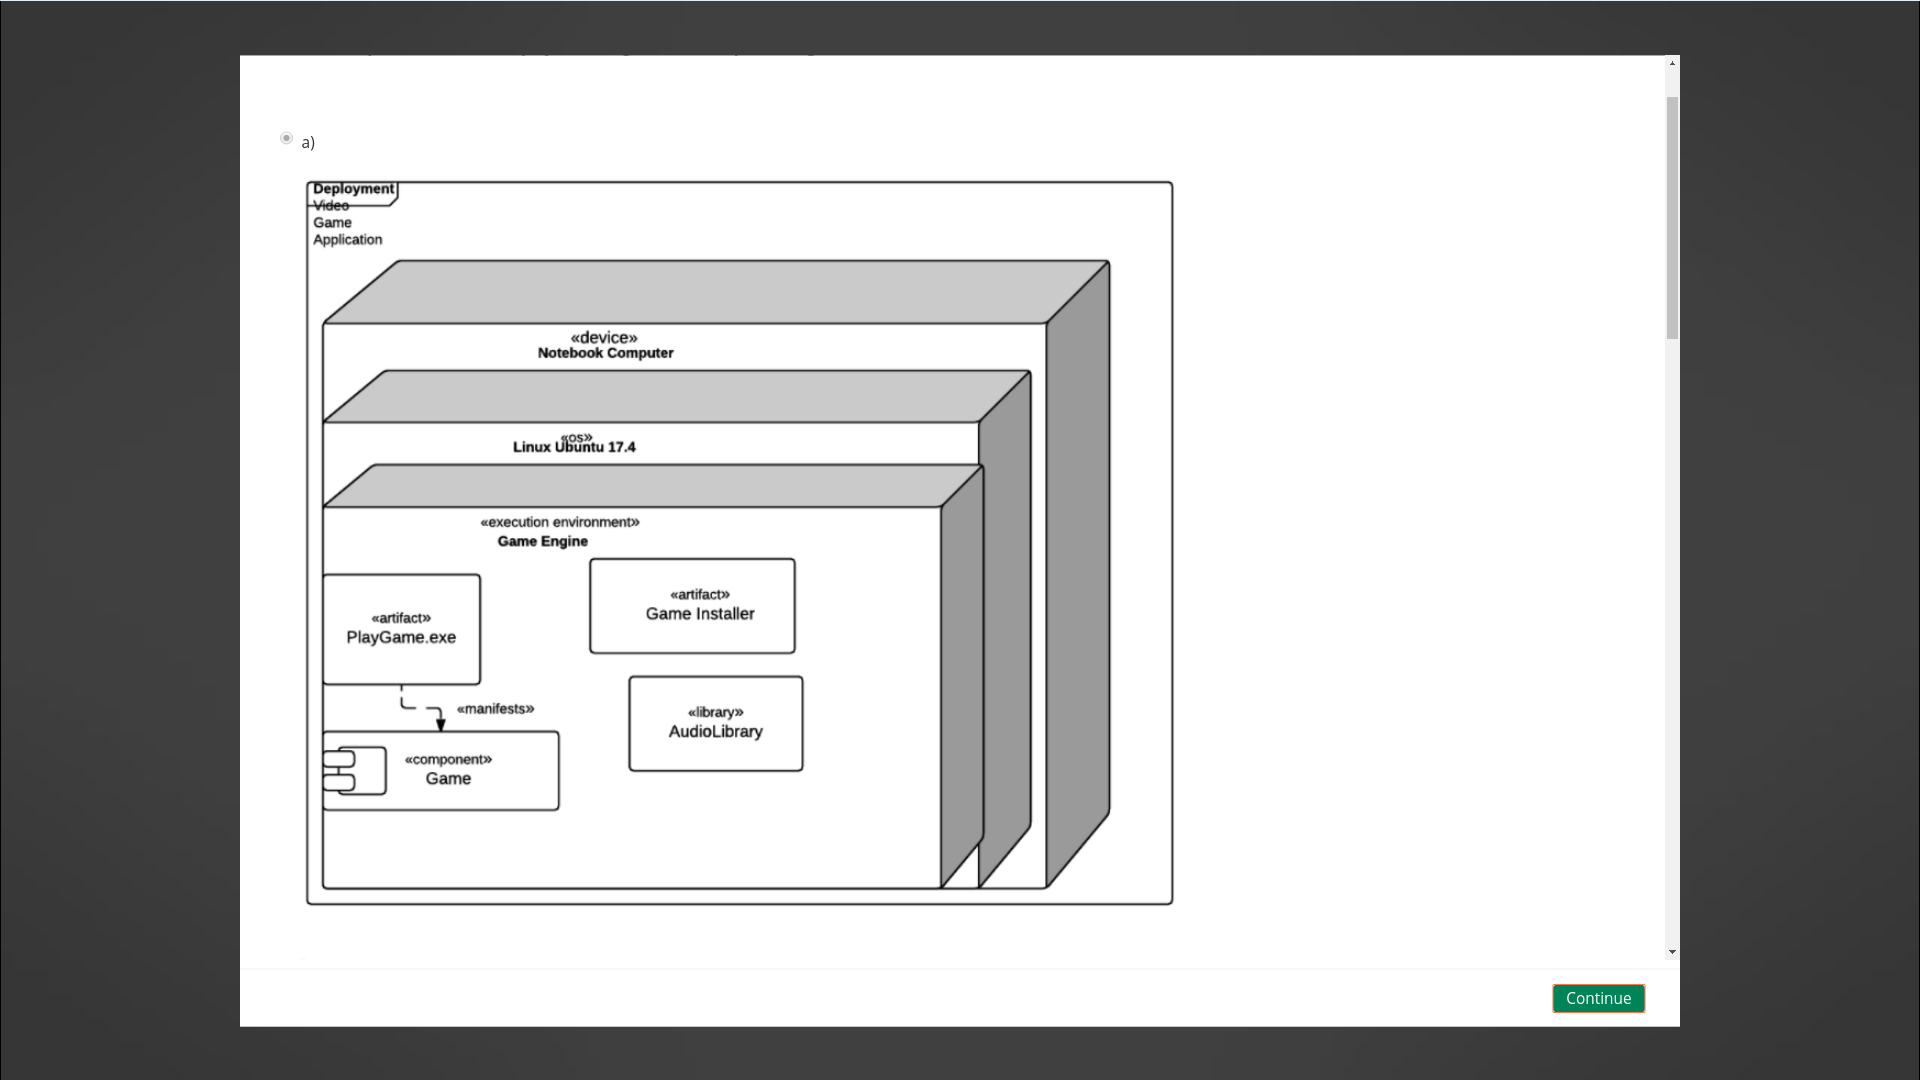 a)
Deployment
Video
Game
Application
«device»
Notebook Computer
«os»
Linux Ubuntu 17.4
«execution environment»
Game Engine
«artifact»
Game Installer
«artifact»
PlayGame.exe
«manifests»
«library»
AudioLibrary
«component»
Game
Continue